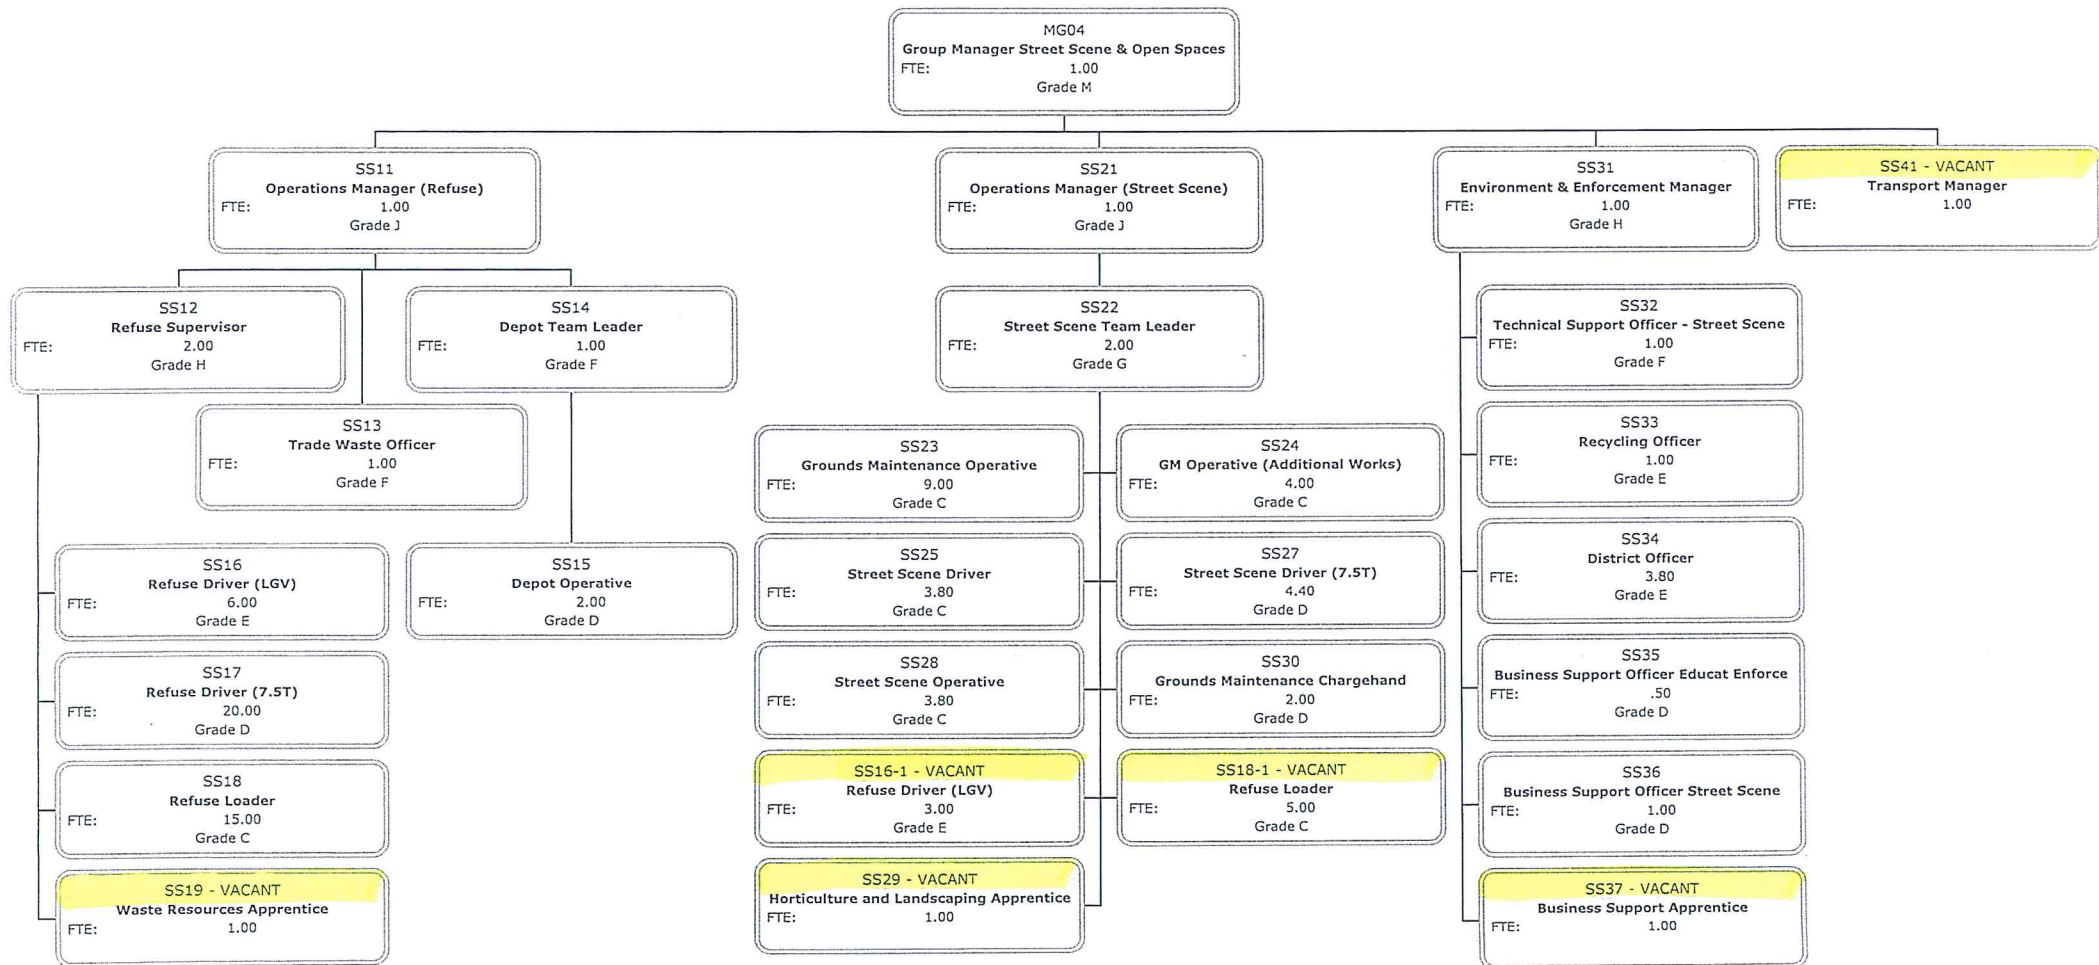 MG04
Group Manager Street Scene & Open Spaces
FTE: 1.00
Grade M
SS11
Operations Manager (Refuse)
FTE: 1.00
Grade J
SS21
Operations Manager (Street Scene)
FTE: 1.00
Grade J
SS31
Environment & Enforcement Manager
FTE: 1.00
Grade H
SS41 - VACANT
Transport Manager
FTE: 1.00
SS12
Refuse Supervisor
FTE: 2.00
Grade H
SS14
Depot Team Leader
FTE: 1.00
Grade F
SS13
Trade Waste Officer
FTE: 1.00
Grade F
SS16
Refuse Driver (LGV)
FTE: 6.00
Grade E
SS15
Depot Operative
FTE: 2.00
Grade D
SS17
Refuse Driver (7.5T)
FTE: 20.00
Grade D
SS18
Refuse Loader
FTE: 15.00
Grade C
SS19 - VACANT
Waste Resources Apprentice
FTE: 1.00
SS22
Street Scene Team Leader
FTE: 2.00
Grade G
SS23
Grounds Maintenance Operative
FTE: 9.00
Grade C
SS24
GM Operative (Additional Works)
FTE: 4.00
Grade C
SS25
Street Scene Driver
FTE: 3.80
Grade C
SS27
Street Scene Driver (7.5T)
FTE: 4.40
Grade D
SS28
Street Scene Operative
FTE: 3.80
Grade C
SS30
Grounds Maintenance Chargehand
FTE: 2.00
Grade D
SS16-1 - VACANT
Refuse Driver (LGV)
FTE: 3.00
Grade E
SS18-1 - VACANT
Refuse Loader
FTE: 5.00
Grade C
SS29 - VACANT
Horticulture and Landscaping Apprentice
FTE: 1.00
SS32
Technical Support Officer - Street Scene
FTE: 1.00
Grade F
SS33
Recycling Officer
FTE: 1.00
Grade E
SS34
District Officer
FTE: 3.80
Grade E
SS35
Business Support Officer Educat Enforce
FTE: .50
Grade D
SS36
Business Support Officer Street Scene
FTE: 1.00
Grade D
SS37 - VACANT
Business Support Apprentice
FTE: 1.00